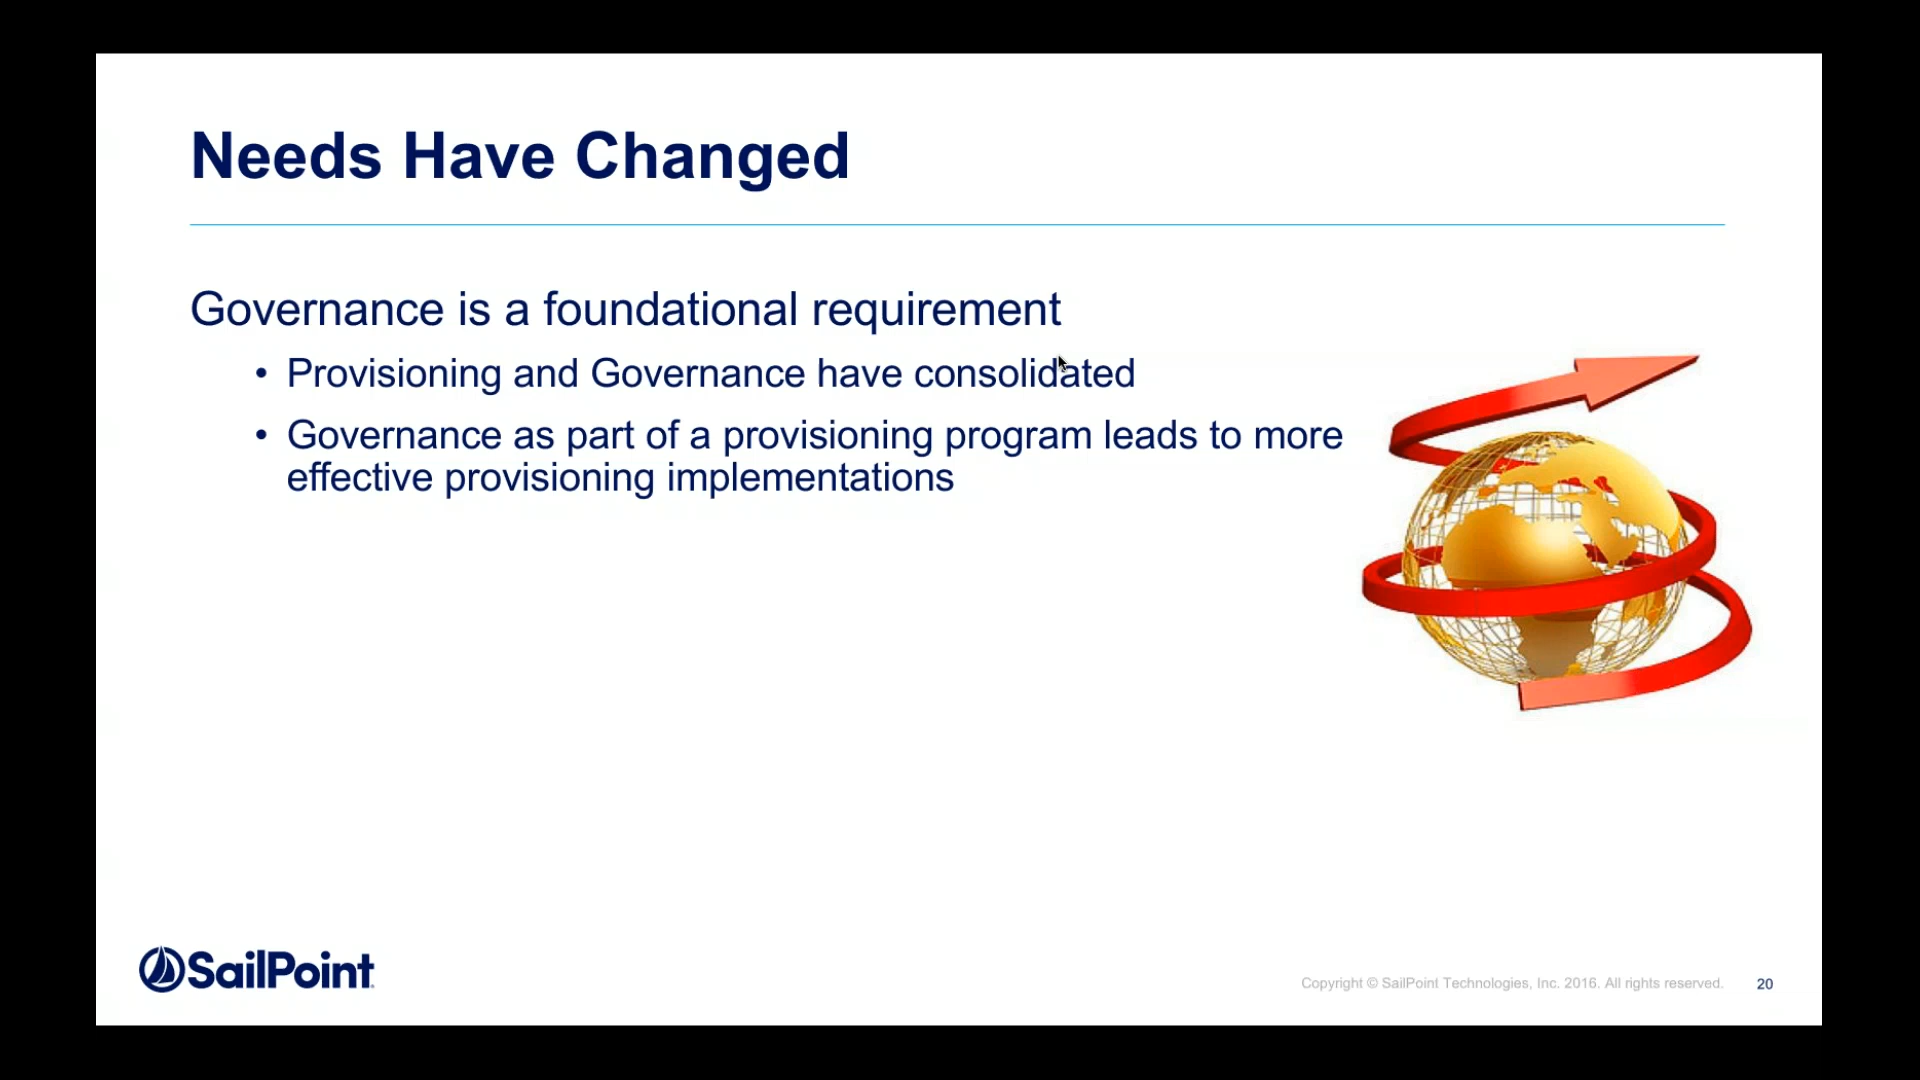 Needs Have Changed
Governance is a foundational requirement
• Provisioning and Governance have consolidated
• Governance as part of a provisioning program leads to more
effective provisioning implementations
SailPoint
Copyright © SailPoint Technologies, Inc. 2016. All rights reserved.
20